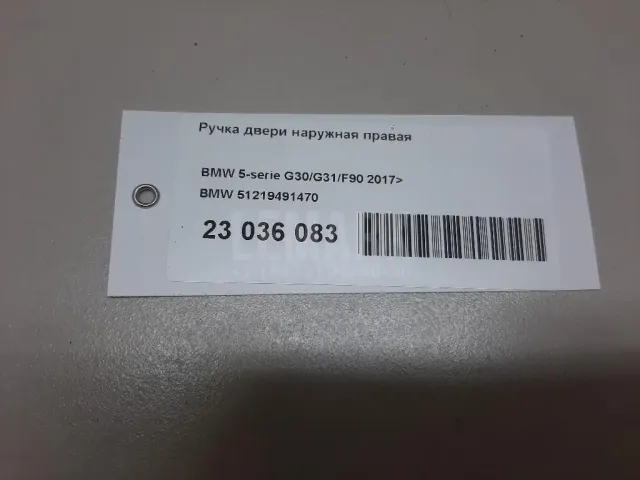 Ручка двери наружная правая
BMW 5-serie G30/G31/F90 2017>
BMW 51219491470
23 036 083